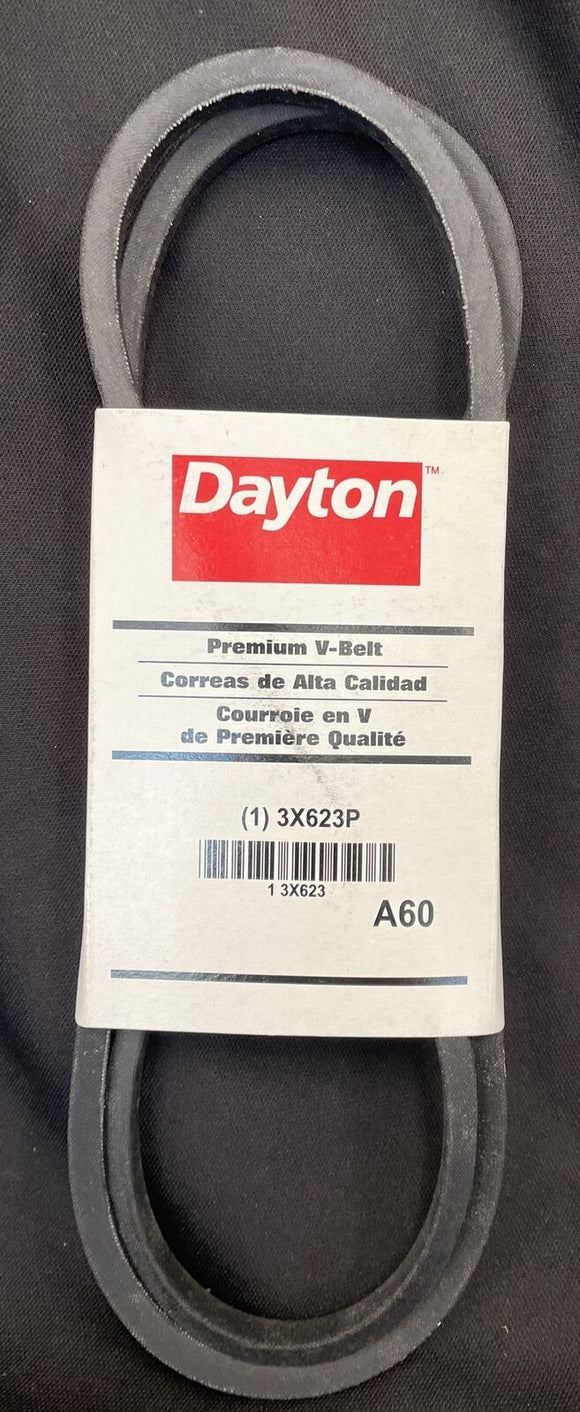 Dayton™
Premium V-Belt
Correas de Alta Calidad
Courroie en V
de Première Qualité
(1) 3X623P
1 3X623
A60